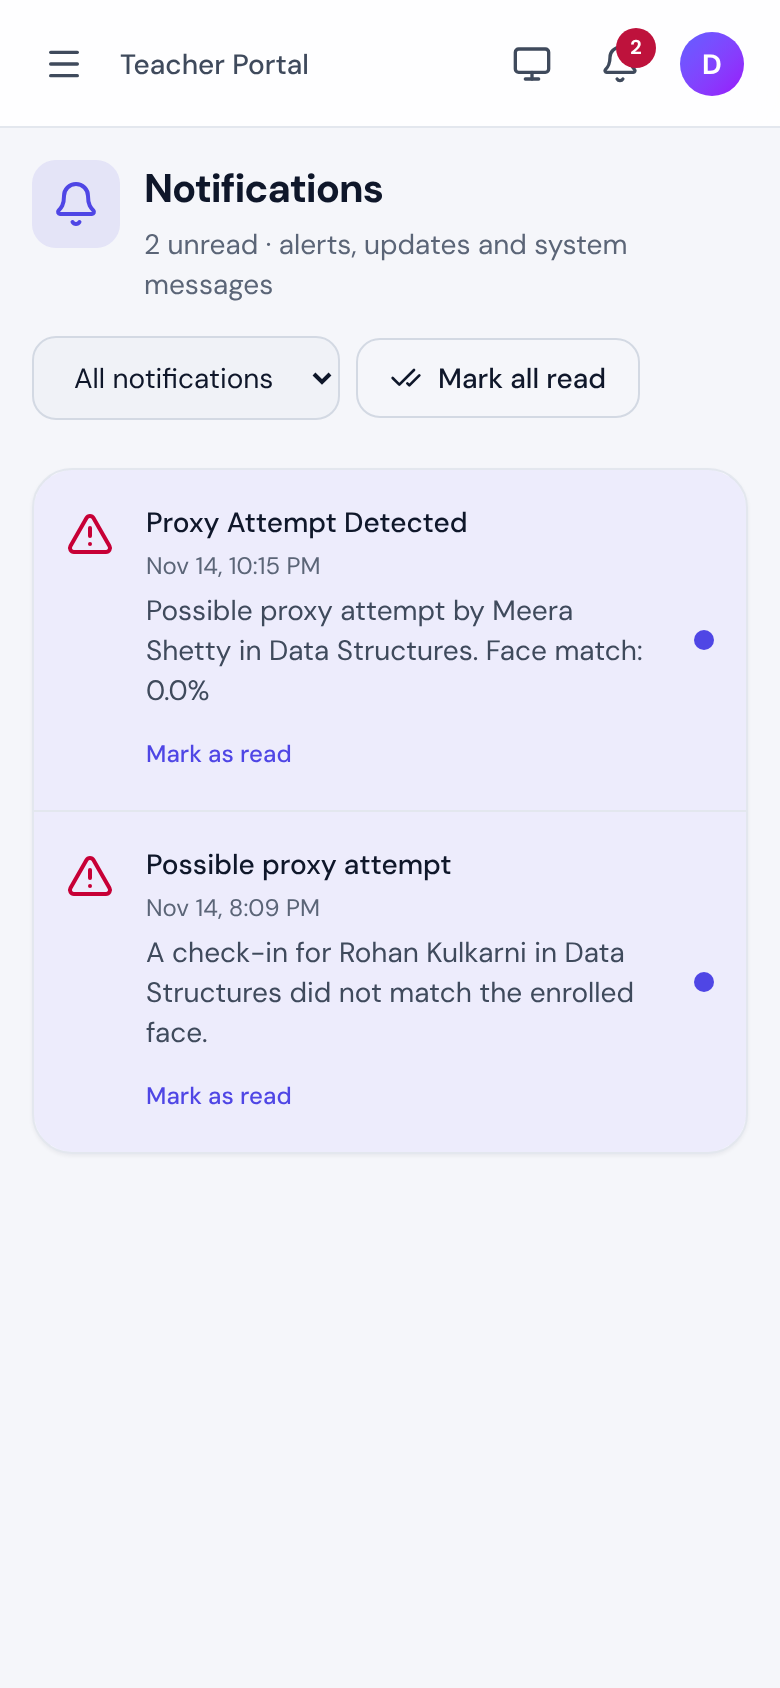 Teacher Portal
2
D
Notifications
2 unread · alerts, updates and system
messages
All notifications
Mark all read
Proxy Attempt Detected
Nov 14, 10:15 PM
Possible proxy attempt by Meera
Shetty in Data Structures. Face match:
0.0%
Mark as read
Possible proxy attempt
Nov 14, 8:09 PM
A check-in for Rohan Kulkarni in Data
Structures did not match the enrolled
face.
Mark as read